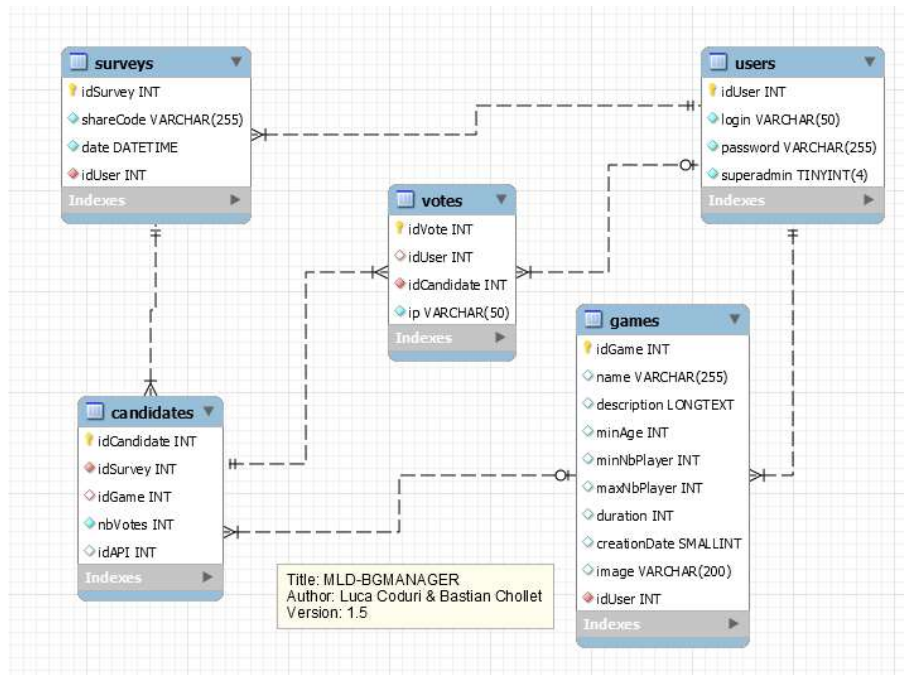 surveys
idSurvey INT
shareCode VARCHAR(255)
date DATETIME
idUser INT
Indexes
users
idUser INT
login VARCHAR(50)
password VARCHAR(255)
superadmin TINYINT(4)
Indexes
votes
idVote INT
idUser INT
idCandidate INT
ip VARCHAR(50)
Indexes
games
idGame INT
name VARCHAR(255)
description LONGTEXT
minAge INT
minNbPlayer INT
maxNbPlayer INT
duration INT
creationDate SMALLINT
image VARCHAR(200)
idUser INT
Indexes
candidates
idCandidate INT
idSurvey INT
idGame INT
nbVotes INT
idAPI INT
Indexes
Title: MLD-BGMANAGER
Author: Luca Coduri & Bastian Chollet
Version: 1.5